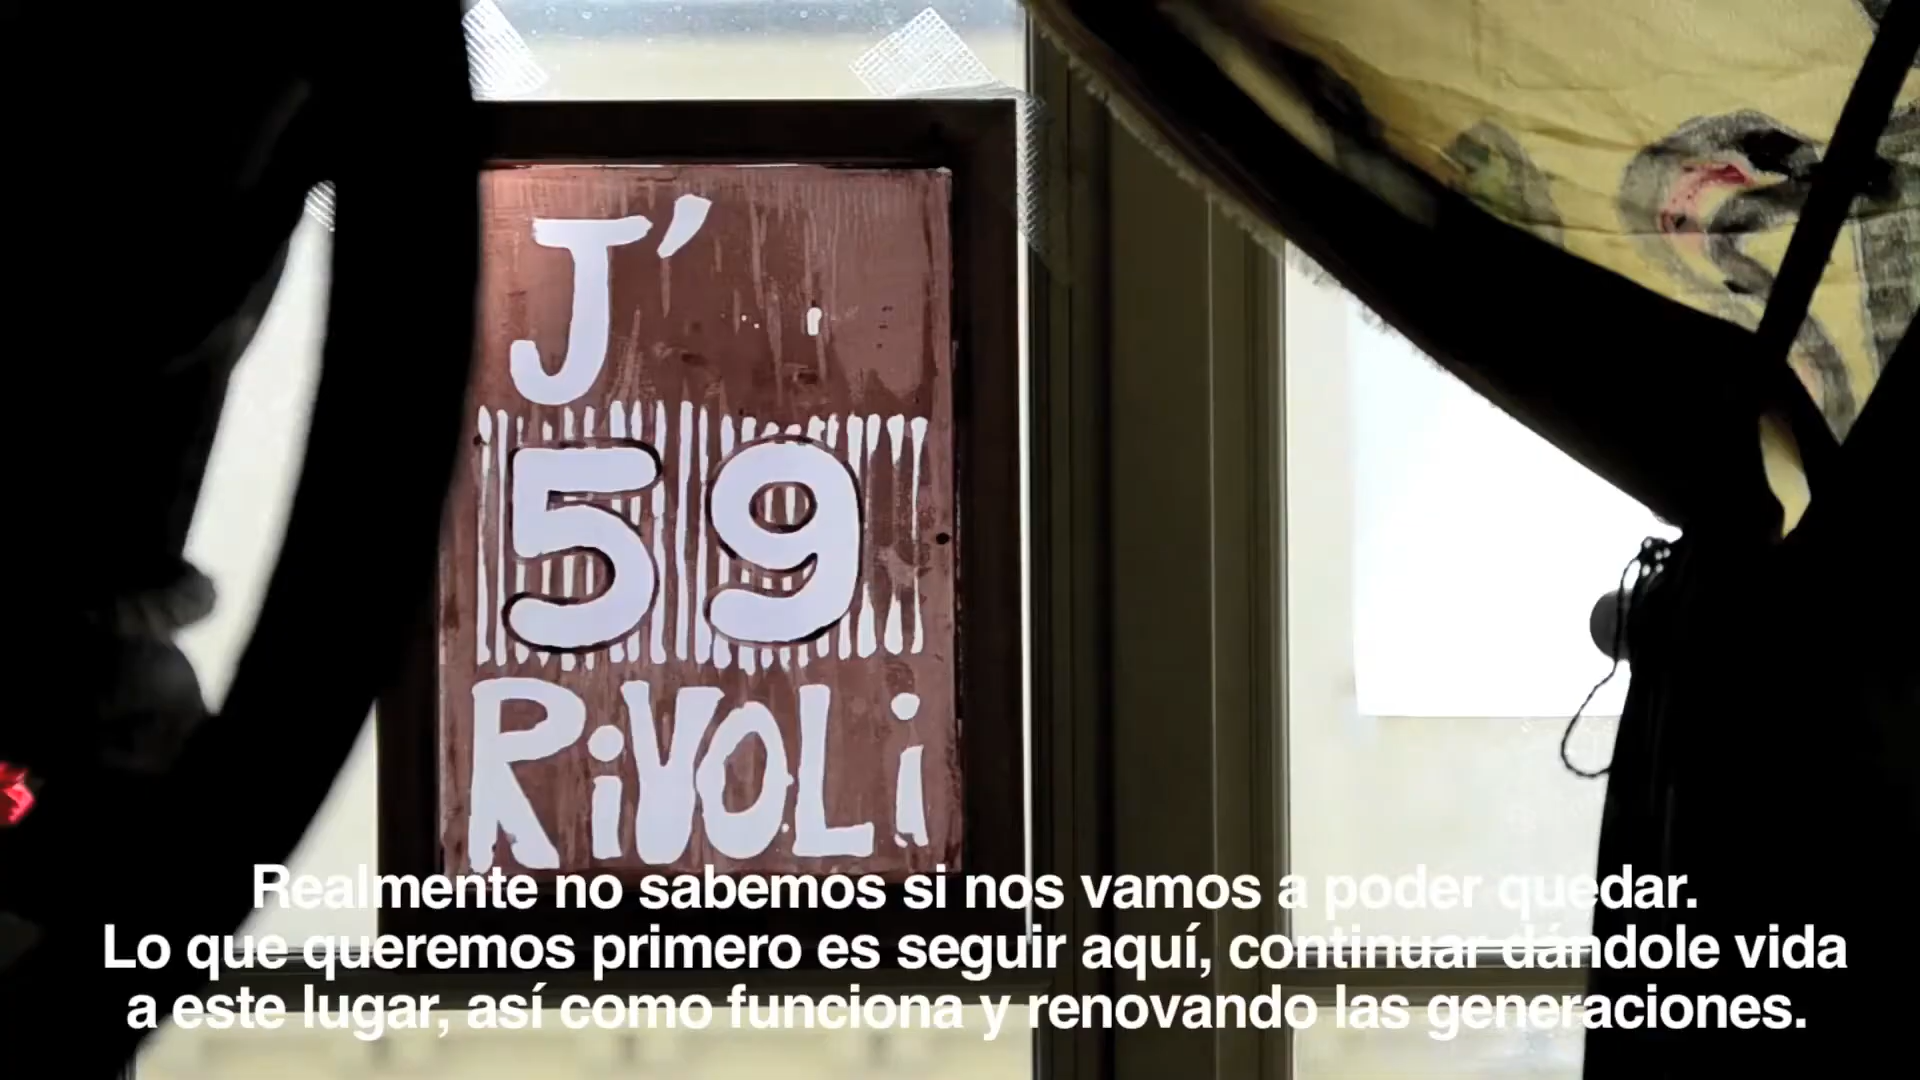 J'
59
RiVOLi
Realmente no sabemos si nos vamos a poder quedar.
Lo que queremos primero es seguir aquí, continuar dándole vida
a este lugar, así como funciona y renovando las generaciones.